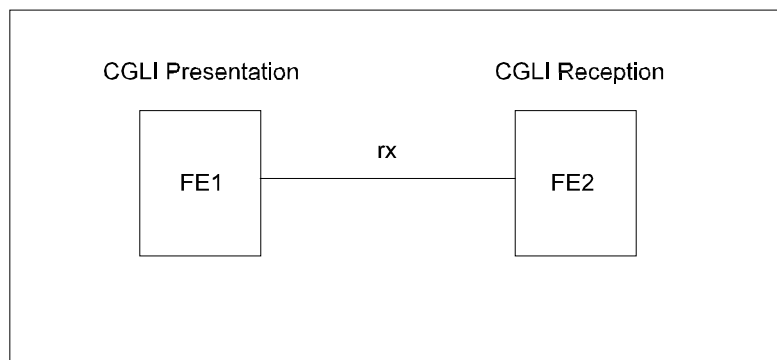 CGLI Presentation
CGLI Reception
rx
FE1
FE2